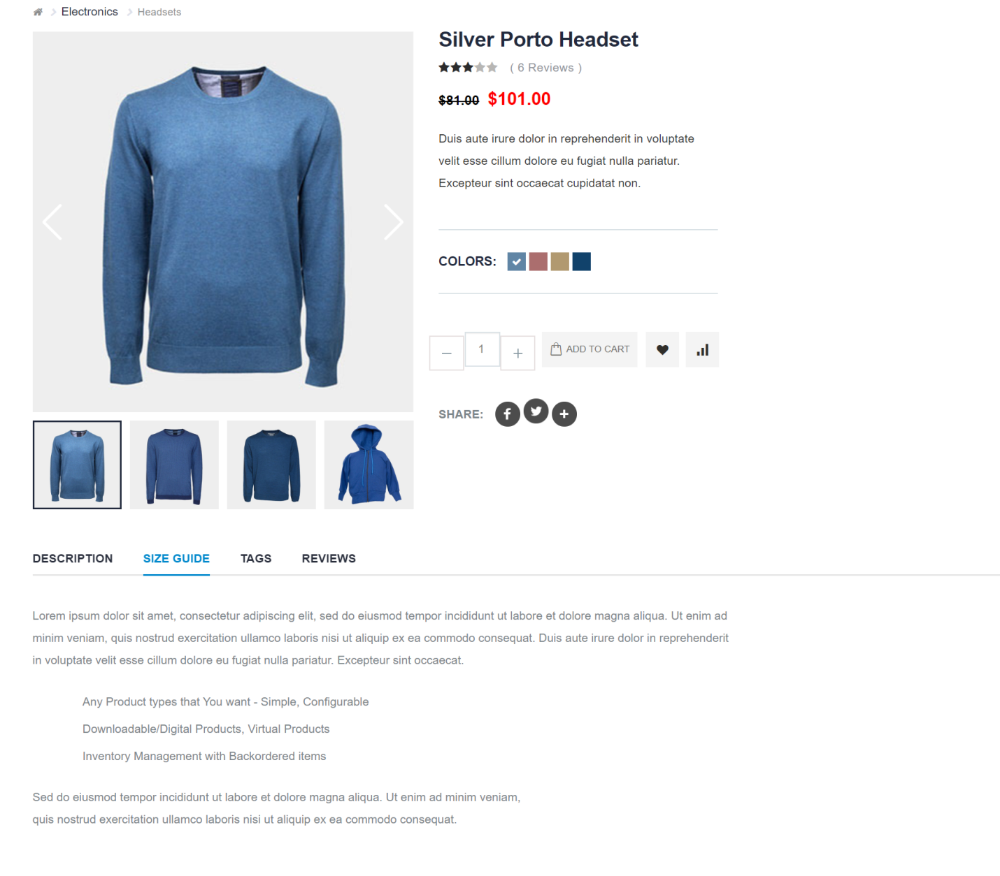 Electronics Headsets
Silver Porto Headset
( 6 Reviews )
$81.00 $101.00
Duis aute irure dolor in reprehenderit in voluptate
velit esse cillum dolore eu fugiat nulla pariatur.
Excepteur sint occaecat cupidatat non.
COLORS:
1
ADD TO CART
SHARE:
DESCRIPTION SIZE GUIDE TAGS REVIEWS
Lorem ipsum dolor sit amet, consectetur adipiscing elit, sed do eiusmod tempor incididunt ut labore et dolore magna aliqua. Ut enim ad
minim veniam, quis nostrud exercitation ullamco laboris nisi ut aliquip ex ea commodo consequat. Duis aute irure dolor in reprehenderit
in voluptate velit esse cillum dolore eu fugiat nulla pariatur. Excepteur sint occaecat.
Any Product types that You want - Simple, Configurable
Downloadable/Digital Products, Virtual Products
Inventory Management with Backordered items
Sed do eiusmod tempor incididunt ut labore et dolore magna aliqua. Ut enim ad minim veniam,
quis nostrud exercitation ullamco laboris nisi ut aliquip ex ea commodo consequat.